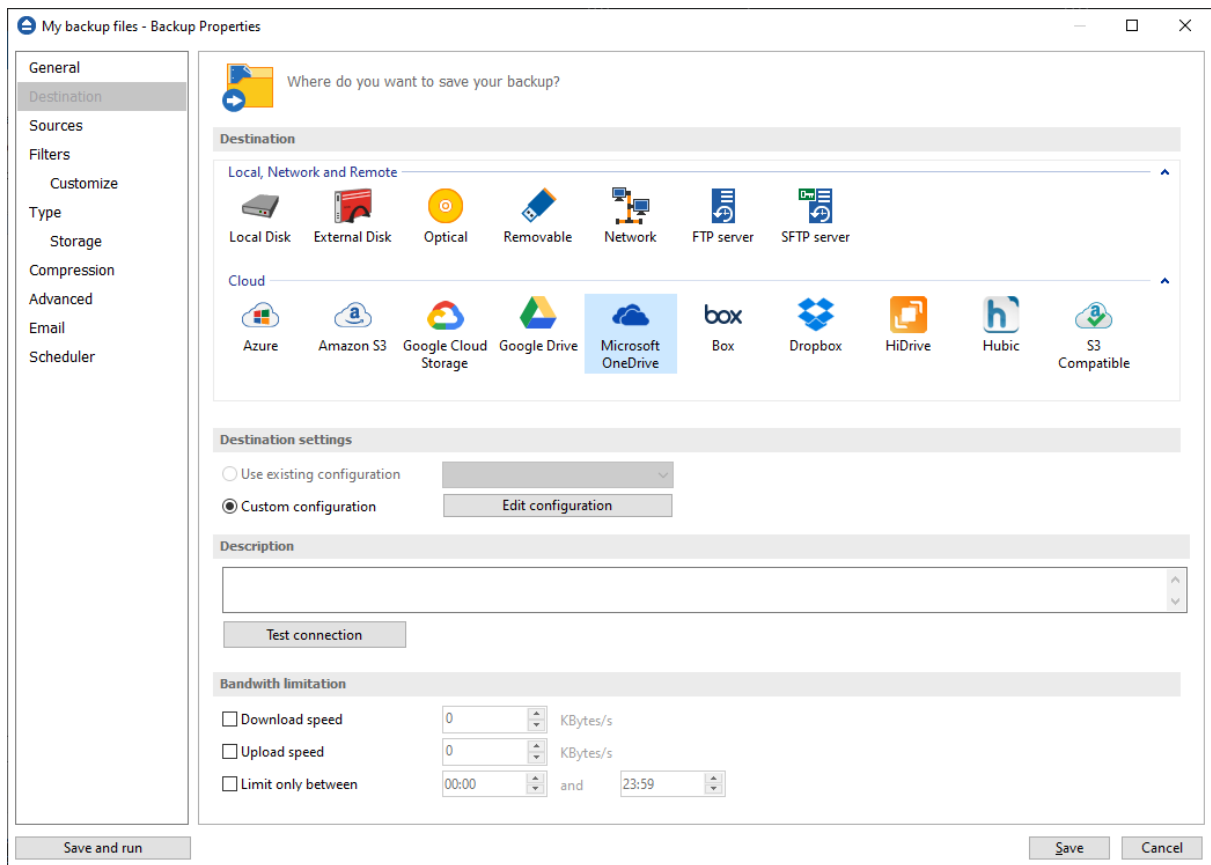 My backup files - Backup Properties
General
Destination
Sources
Filters
Customize
Type
Storage
Compression
Advanced
Email
Scheduler
Where do you want to save your backup?
Destination
Local, Network and Remote
Local Disk External Disk Optical Removable Network FTP server SFTP server
Cloud
a a
box h
Azure Amazon S3 Google Cloud Google Drive Microsoft Box Dropbox HiDrive Hubic S3
Storage OneDrive Compatible
Destination settings
Use existing configuration
Custom configuration Edit configuration
Description
Test connection
Bandwith limitation
Download speed 0 KBytes/s
Upload speed 0 KBytes/s
Limit only between 00:00 and 23:59
Save and run Save Cancel